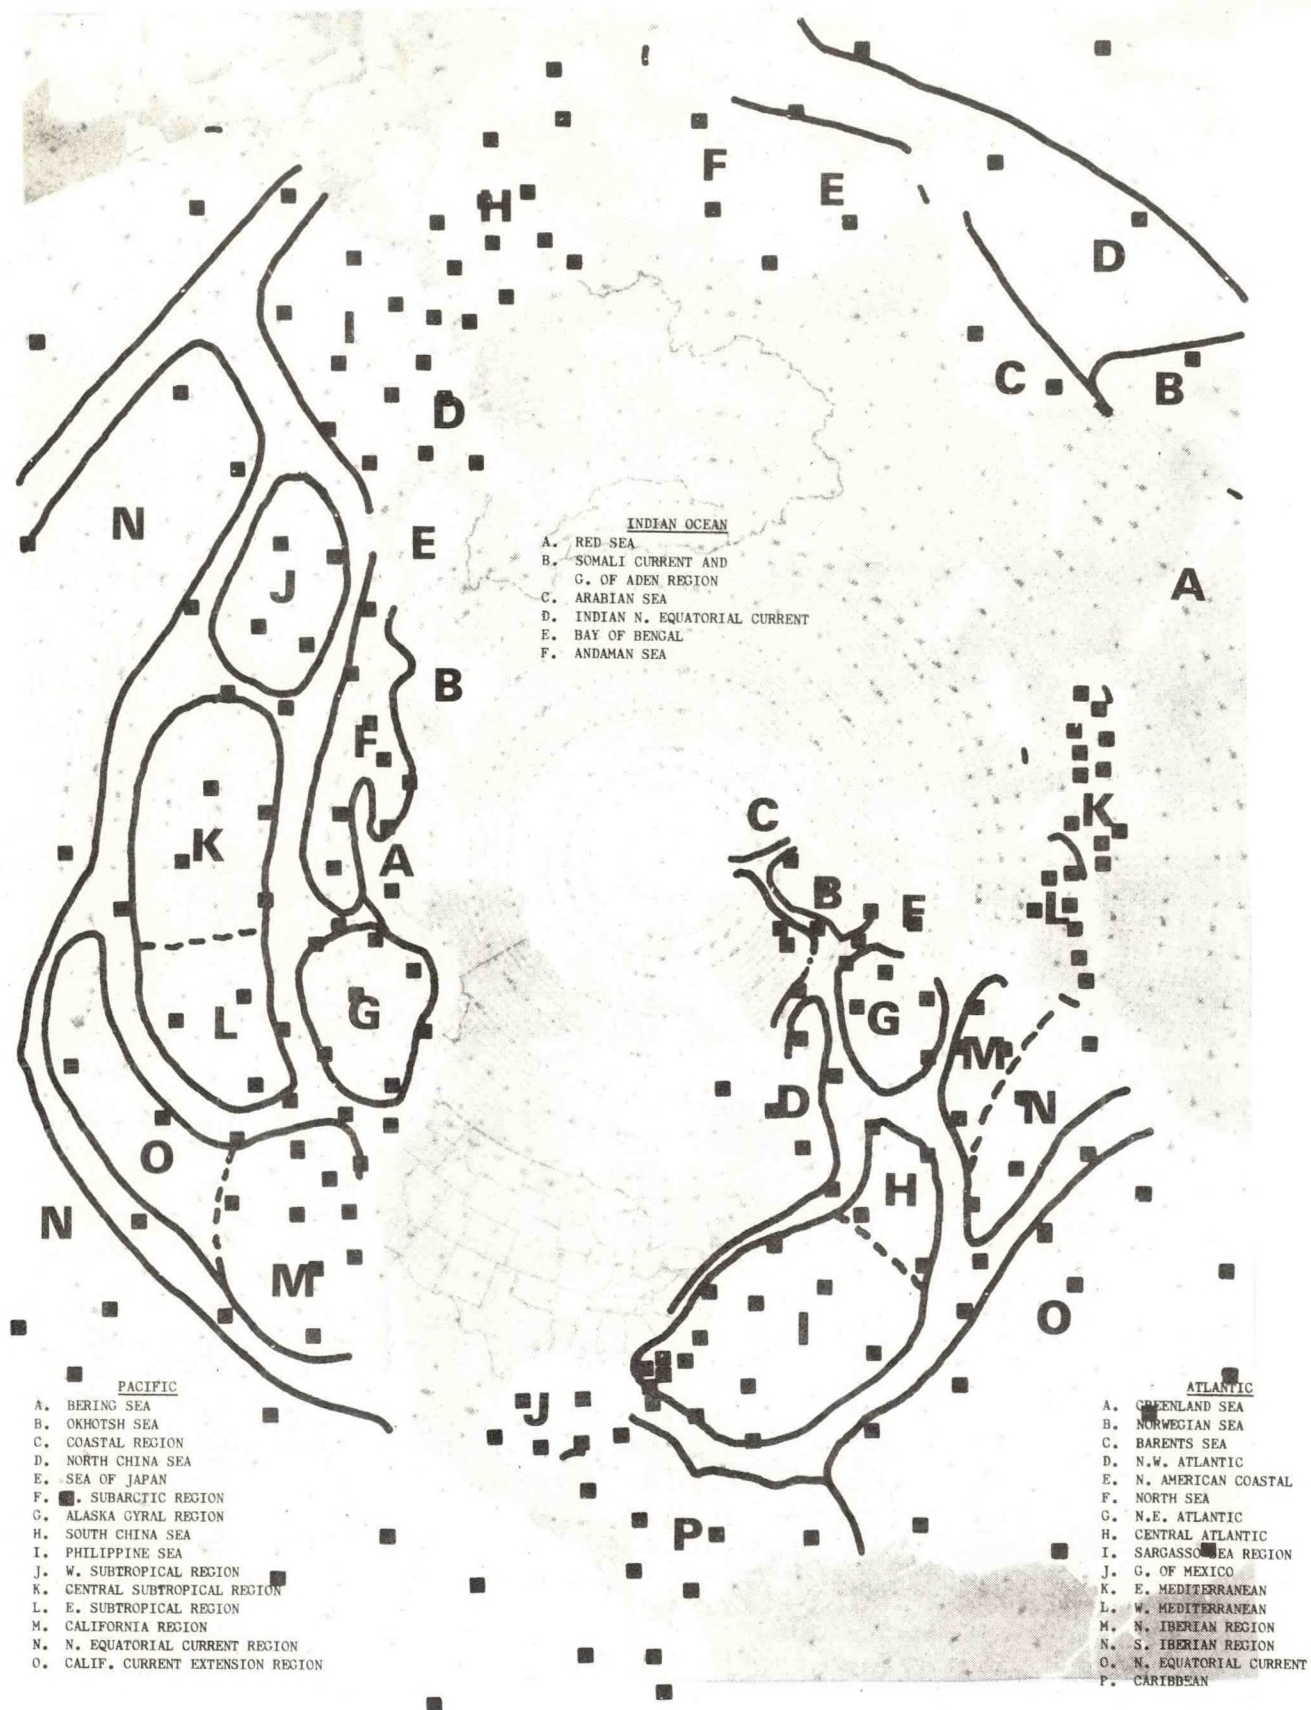 F
E
H
D
I
C
B
D
N
E
A
J
INDIAN OCEAN
A. RED SEA
B. SOMALI CURRENT AND
G. OF ADEN REGION
C. ARABIAN SEA
D. INDIAN N. EQUATORIAL CURRENT
E. BAY OF BENGAL
F. ANDAMAN SEA
B
F
K
C
K
A
B
E
L
L
G
G
M
D
N
O
H
N
M
I
O
J
P
PACIFIC
A. BERING SEA
B. OKHOTSH SEA
C. COASTAL REGION
D. NORTH CHINA SEA
E. SEA OF JAPAN
F. . SUBARCTIC REGION
G. ALASKA GYRAL REGION
H. SOUTH CHINA SEA
I. PHILIPPINE SEA
J. W. SUBTROPICAL REGION
K. CENTRAL SUBTROPICAL REGION
L. E. SUBTROPICAL REGION
M. CALIFORNIA REGION
N. N. EQUATORIAL CURRENT REGION
O. CALIF. CURRENT EXTENSION REGION
ATLANTIC
A. GREENLAND SEA
B. NORWEGIAN SEA
C. BARENTS SEA
D. N.W. ATLANTIC
E. N. AMERICAN COASTAL
F. NORTH SEA
G. N.E. ATLANTIC
H. CENTRAL ATLANTIC
I. SARGASSO SEA REGION
J. G. OF MEXICO
K. E. MEDITERRANEAN
L. W. MEDITERRANEAN
M. N. IBERIAN REGION
N. S. IBERIAN REGION
O. N. EQUATORIAL CURRENT
P. CARIBBEAN